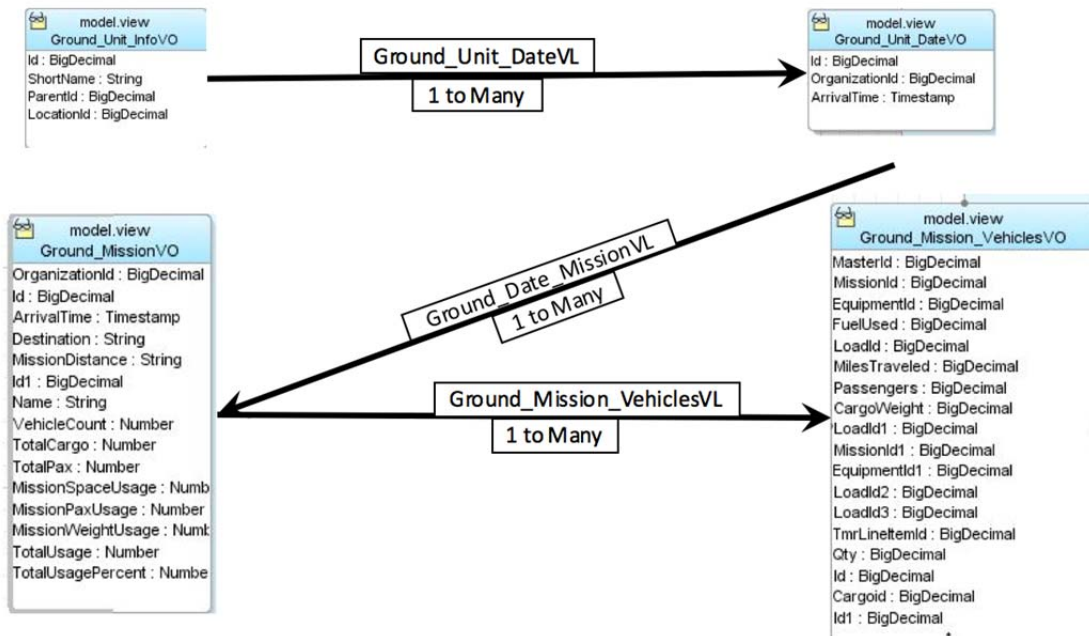 model.view
Ground_Unit_InfoVO
Id : BigDecimal
ShortName : String
ParentId : BigDecimal
LocationId : BigDecimal
Ground_Unit_DateVL
1 to Many
model.view
Ground_Unit_DateVO
Id : BigDecimal
OrganizationId : BigDecimal
ArrivalTime : Timestamp
Ground_Date_MissionVL
1 to Many
model.view
Ground_MissionVO
OrganizationId : BigDecimal
Id : BigDecimal
ArrivalTime : Timestamp
Destination : String
MissionDistance : String
Id1 : BigDecimal
Name : String
VehicleCount : Number
TotalCargo : Number
TotalPax : Number
MissionSpaceUsage : Numb
MissionPaxUsage : Number
MissionWeightUsage : Numb
TotalUsage : Number
TotalUsagePercent : Numbe
Ground_Mission_VehiclesVL
1 to Many
model.view
Ground_Mission_VehiclesVO
MasterId : BigDecimal
MissionId : BigDecimal
EquipmentId : BigDecimal
FuelUsed : BigDecimal
LoadId : BigDecimal
MilesTraveled : BigDecimal
Passengers : BigDecimal
CargoWeight : BigDecimal
LoadId1 : BigDecimal
MissionId1 : BigDecimal
EquipmentId1 : BigDecimal
LoadId2 : BigDecimal
LoadId3 : BigDecimal
TmrLineItemId : BigDecimal
Qty : BigDecimal
Id : BigDecimal
Cargoid : BigDecimal
Id1 : BigDecimal